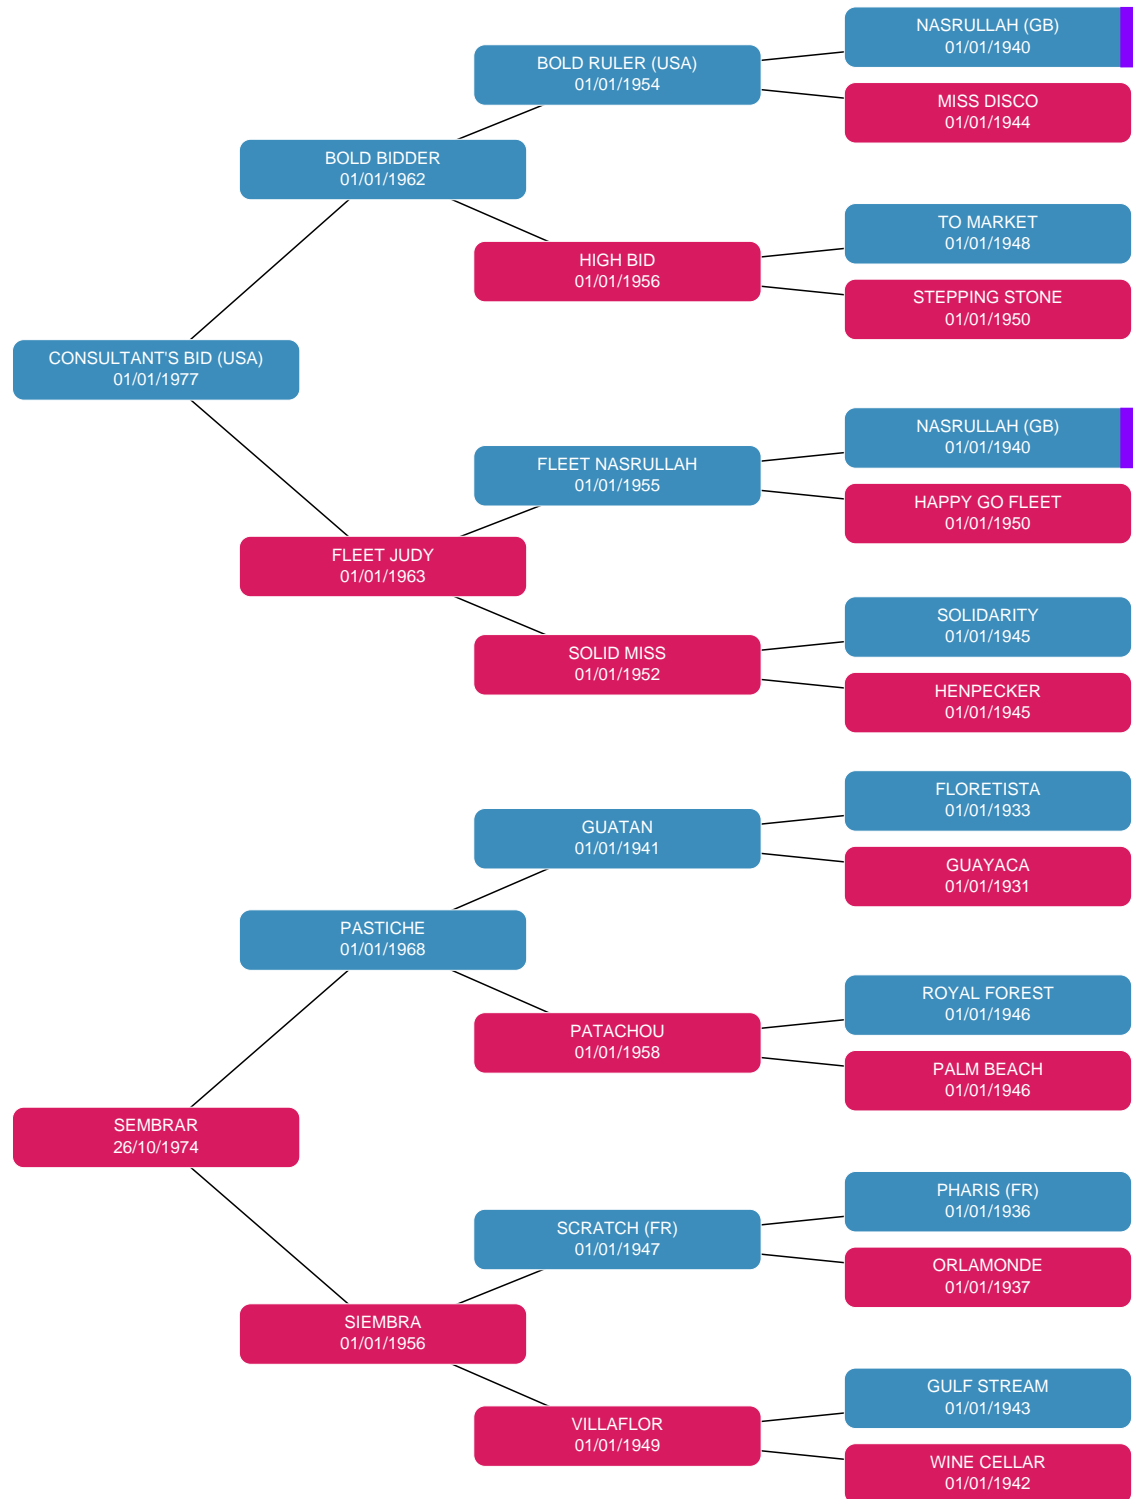 NASRULLAH (GB)
01/01/1940
BOLD RULER (USA)
01/01/1954
MISS DISCO
01/01/1944
BOLD BIDDER
01/01/1962
TO MARKET
01/01/1948
HIGH BID
01/01/1956
STEPPING STONE
01/01/1950
CONSULTANT'S BID (USA)
01/01/1977
NASRULLAH (GB)
01/01/1940
FLEET NASRULLAH
01/01/1955
HAPPY GO FLEET
01/01/1950
FLEET JUDY
01/01/1963
SOLIDARITY
01/01/1945
SOLID MISS
01/01/1952
HENPECKER
01/01/1945
FLORETISTA
01/01/1933
GUATAN
01/01/1941
GUAYACA
01/01/1931
PASTICHE
01/01/1968
ROYAL FOREST
01/01/1946
PATACHOU
01/01/1958
PALM BEACH
01/01/1946
SEMBRAR
26/10/1974
PHARIS (FR)
01/01/1936
SCRATCH (FR)
01/01/1947
ORLAMONDE
01/01/1937
SIEMBRA
01/01/1956
GULF STREAM
01/01/1943
VILLAFLOR
01/01/1949
WINE CELLAR
01/01/1942